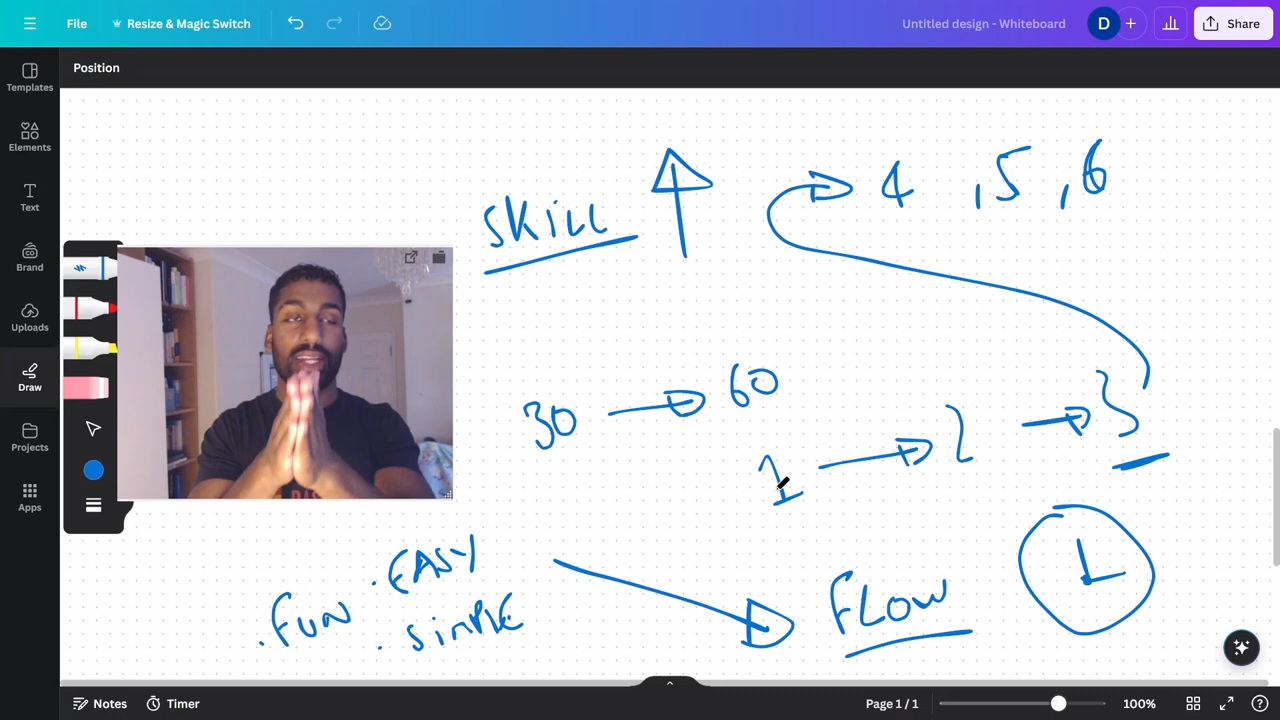 File
Resize & Magic Switch
Untitled design - Whiteboard
D
+
Share
Position
Templates
Elements
Text
Brand
Uploads
Draw
Projects
Apps
skill
4 , 5 , 6
30
60
1
2
3
. EASY
. FUN
. simple
FLOW
Notes
Timer
Page 1 / 1
100%